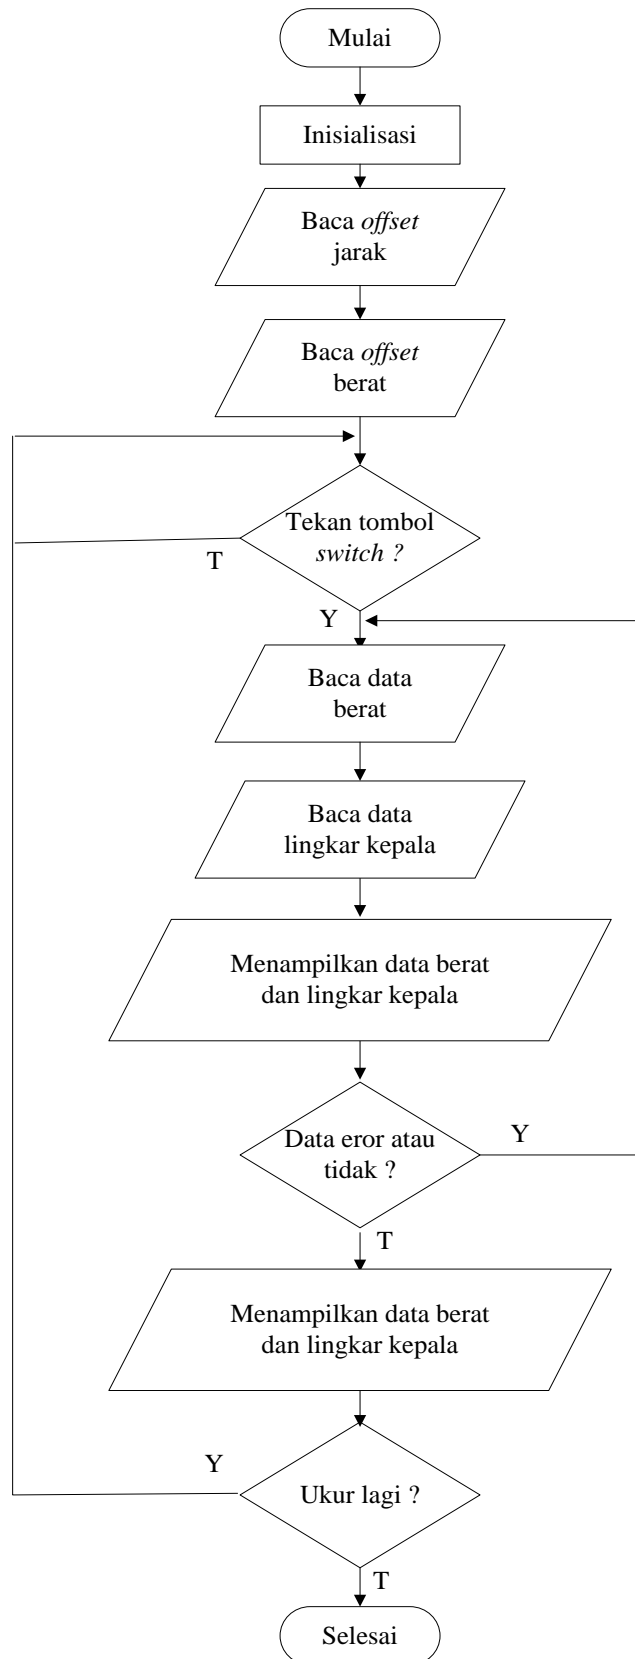 Mulai
Inisialisasi
Baca offset
jarak
Baca offset
berat
Tekan tombol
switch ?
T
Y
Baca data
berat
Baca data
lingkar kepala
Menampilkan data berat
dan lingkar kepala
Data eror atau
tidak ?
Y
T
Menampilkan data berat
dan lingkar kepala
Y
Ukur lagi ?
T
Selesai